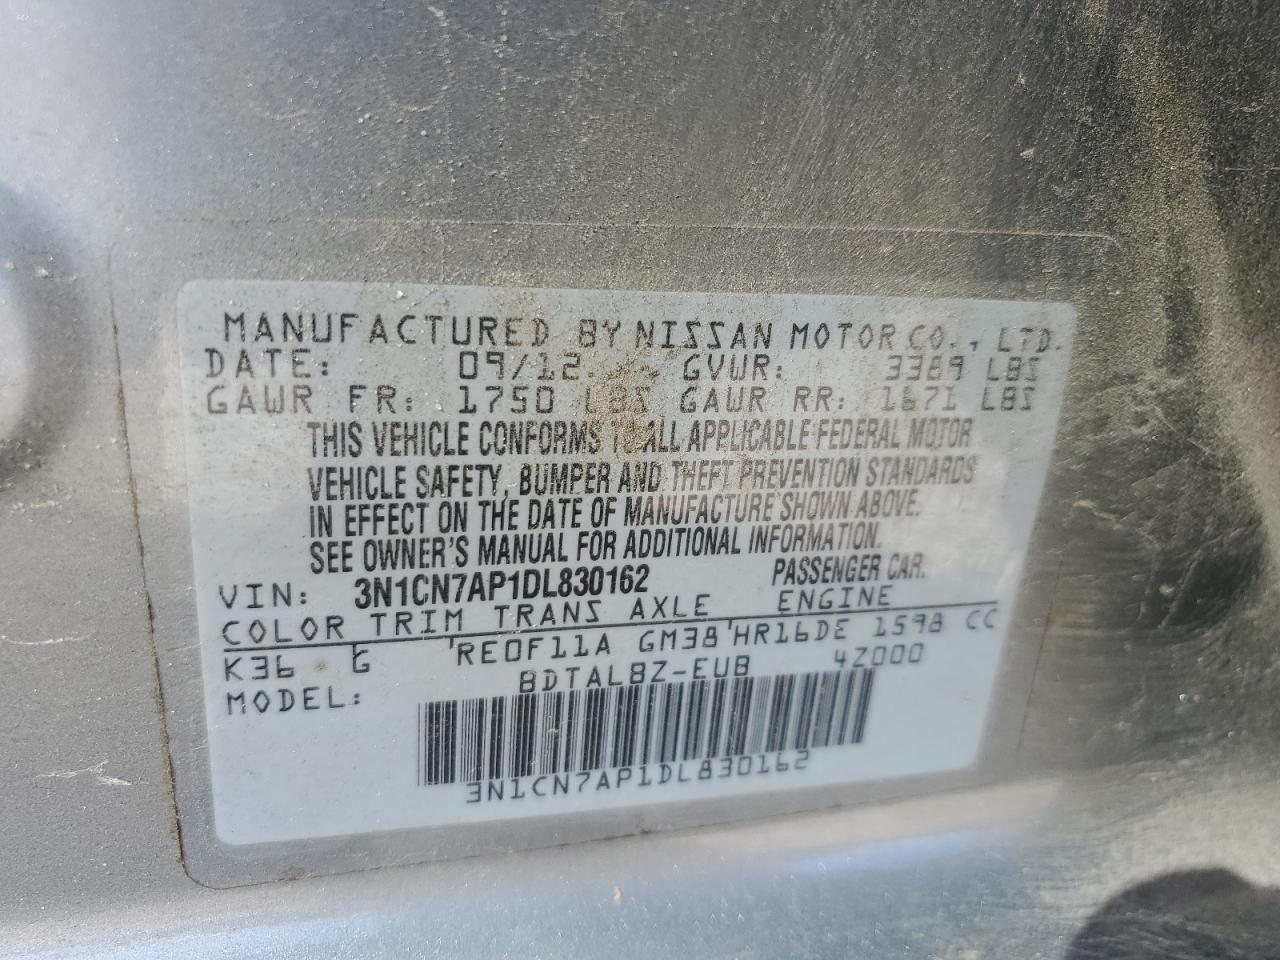 MANUFACTURED BY NISSAN MOTOR CO., LTD.
DATE: 09/12 GVWR: 3389 LBS
GAWR FR: 1750 LBS GAWR RR: 1671 LBS
THIS VEHICLE CONFORMS TO ALL APPLICABLE FEDERAL MOTOR
VEHICLE SAFETY, BUMPER AND THEFT PREVENTION STANDARDS
IN EFFECT ON THE DATE OF MANUFACTURE SHOWN ABOVE.
SEE OWNER'S MANUAL FOR ADDITIONAL INFORMATION.
VIN: 3N1CN7AP1DL830162 PASSENGER CAR.
COLOR TRIM TRANS AXLE ENGINE
K36 G RE0F11A GM38 HR16DE 1598 CC
MODEL: BDTALBZ-EUB 4Z000
3N1CN7AP1DL830162